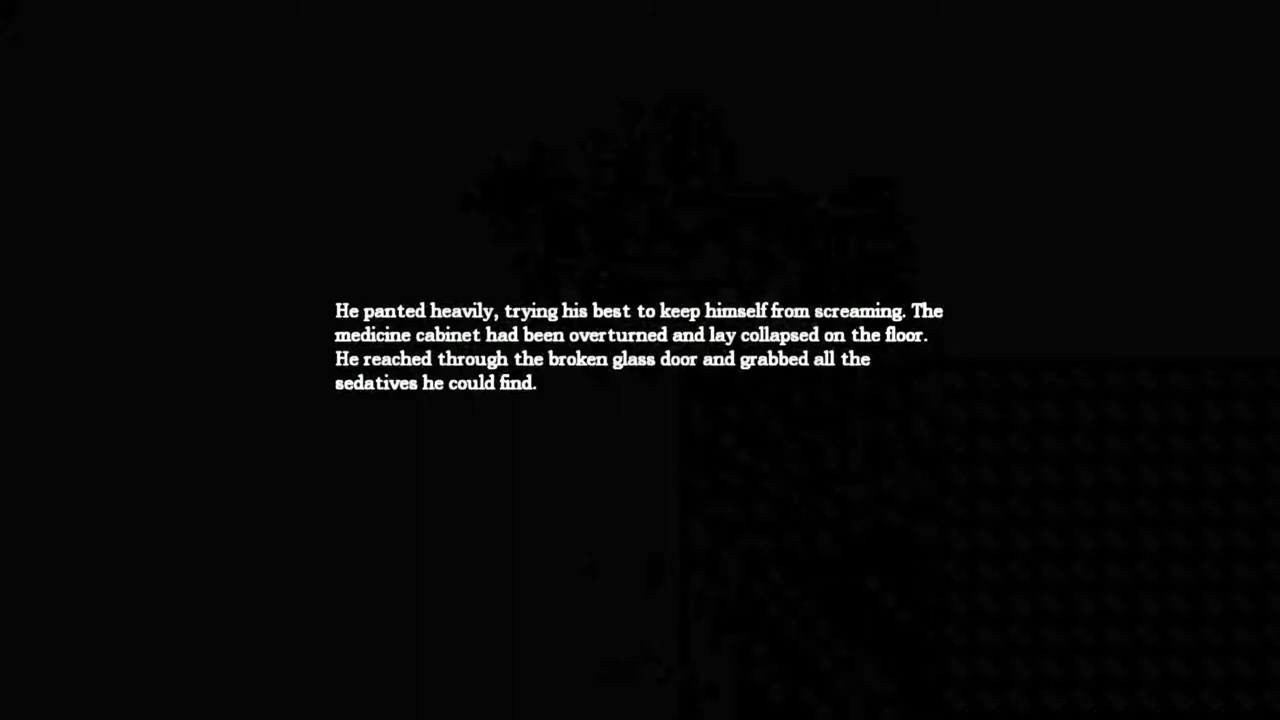 He panted heavily, trying his best to keep himself from screaming. The
medicine cabinet had been overturned and lay collapsed on the floor.
He reached through the broken glass door and grabbed all the
sedatives he could find.